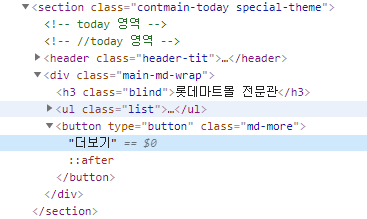 ▼<section class="contmain-today special-theme">
<!-- today 영역 -->
<!-- //today 영역 -->
▶<header class="header-tit">…</header>
▼<div class="main-md-wrap">
<h3 class="blind">롯데마트몰 전문관</h3>
▶<ul class="list">…</ul>
▼<button type="button" class="md-more">
"더보기" == $0
::after
</button>
</div>
</section>